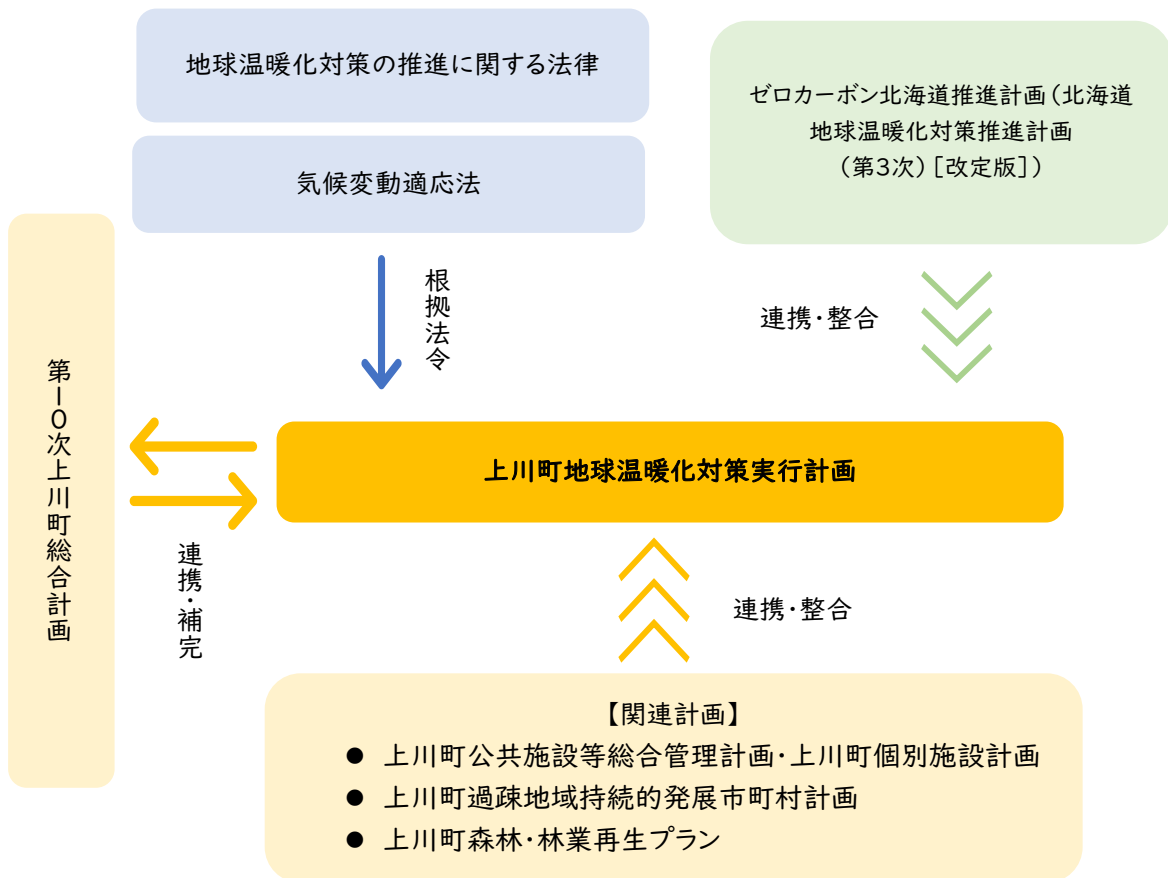 地球温暖化対策の推進に関する法律
気候変動適応法
ゼロカーボン北海道推進計画(北海道
地球温暖化対策推進計画
(第3次)[改定版])
根拠法令
連携・整合
第10次上川町総合計画
上川町地球温暖化対策実行計画
連携・補完
連携・整合
【関連計画】
● 上川町公共施設等総合管理計画・上川町個別施設計画
● 上川町過疎地域持続的発展市町村計画
● 上川町森林・林業再生プラン